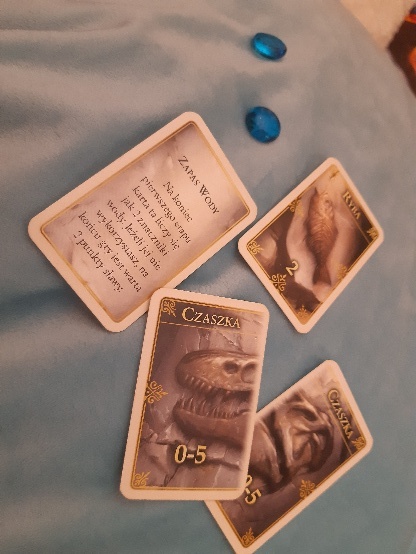 ZAPAS WODY
Na koniec
pierwszego etapu
karta ta liczy się
jak 2 znaczniki
wody. Jeżeli jej nie
wykorzystasz, na
koniec gry jest warta
2 punkty sławy.
RYBA
2
CZASZKA
0-5
CZASZKA
-5